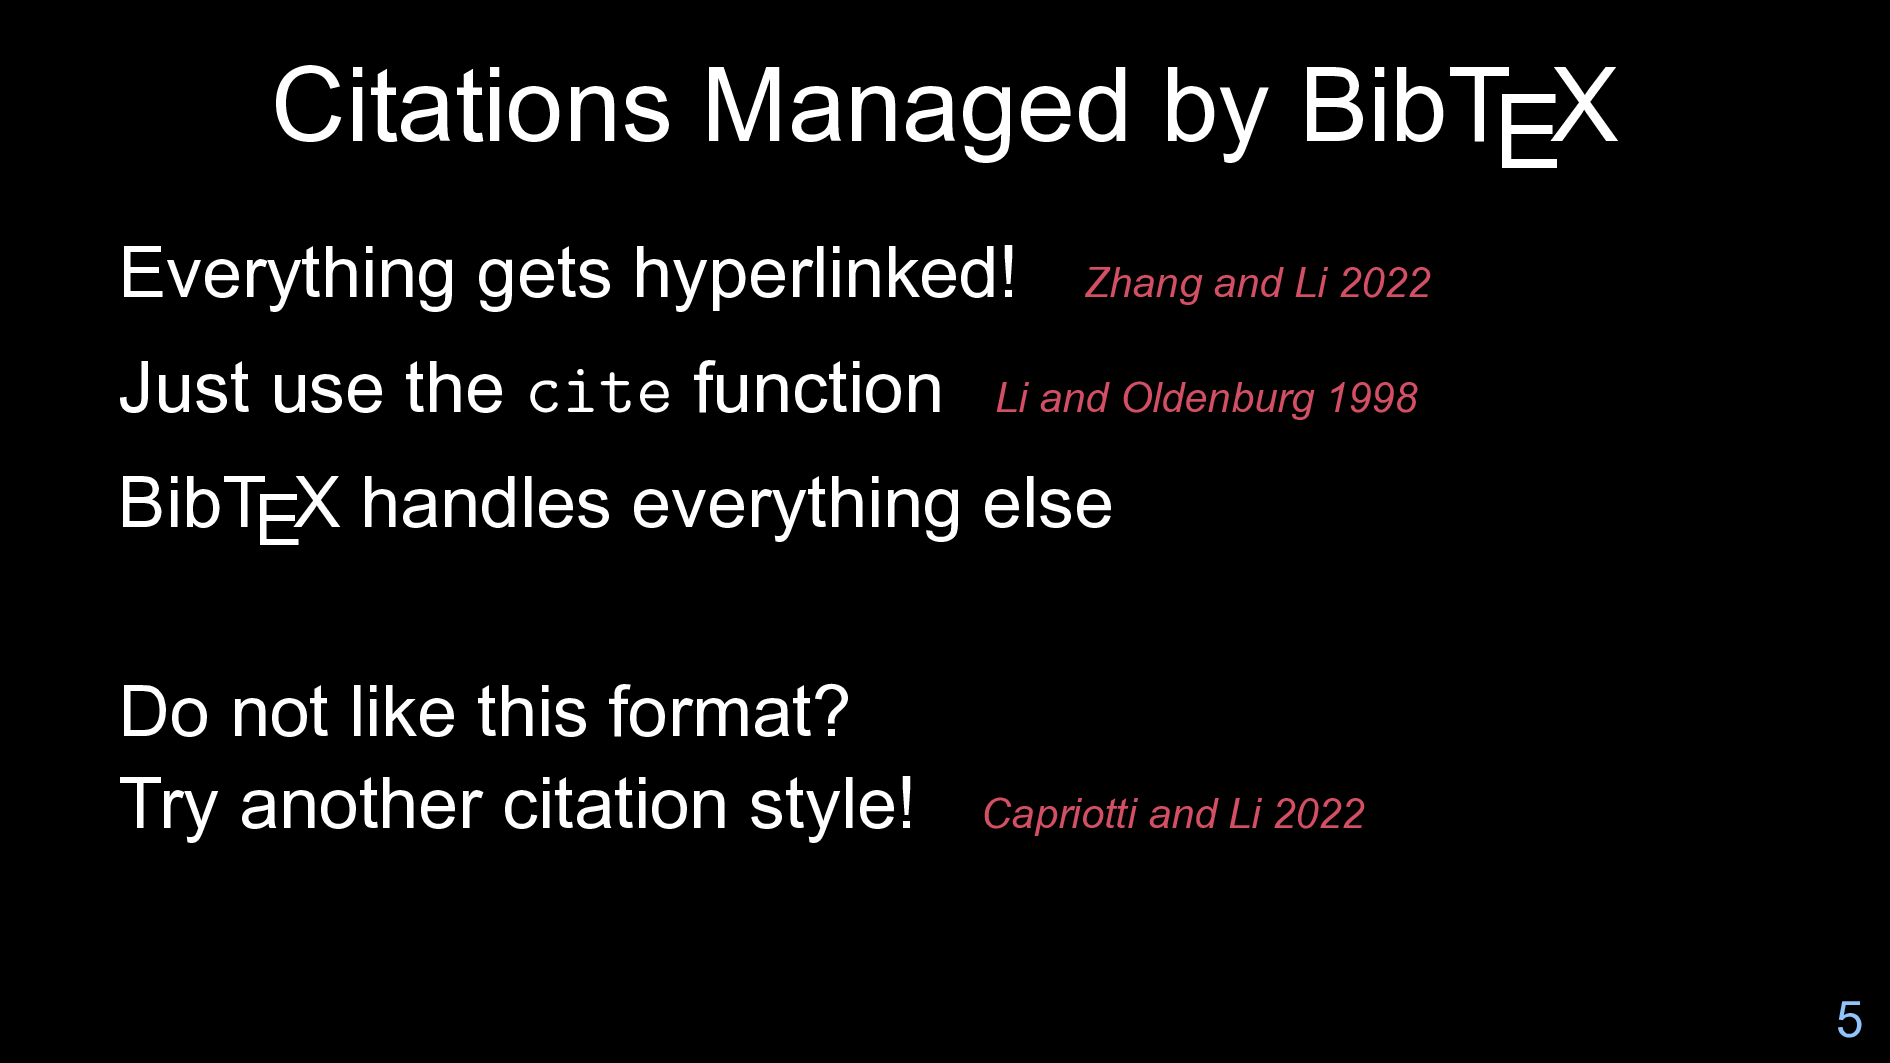 Citations Managed by BibTEX
Everything gets hyperlinked! Zhang and Li 2022
Just use the cite function Li and Oldenburg 1998
BibTEX handles everything else
Do not like this format?
Try another citation style! Capriotti and Li 2022
5